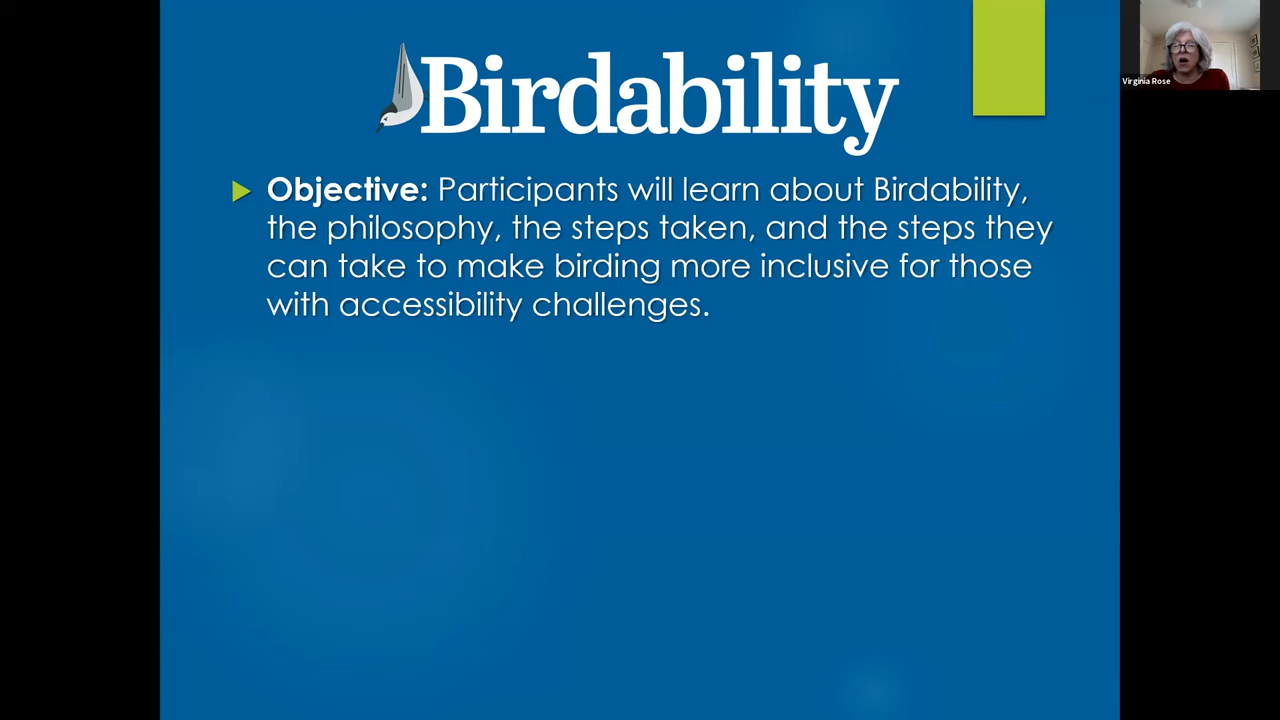 Birdability
Virginia Rose
Objective: Participants will learn about Birdability,
the philosophy, the steps taken, and the steps they
can take to make birding more inclusive for those
with accessibility challenges.